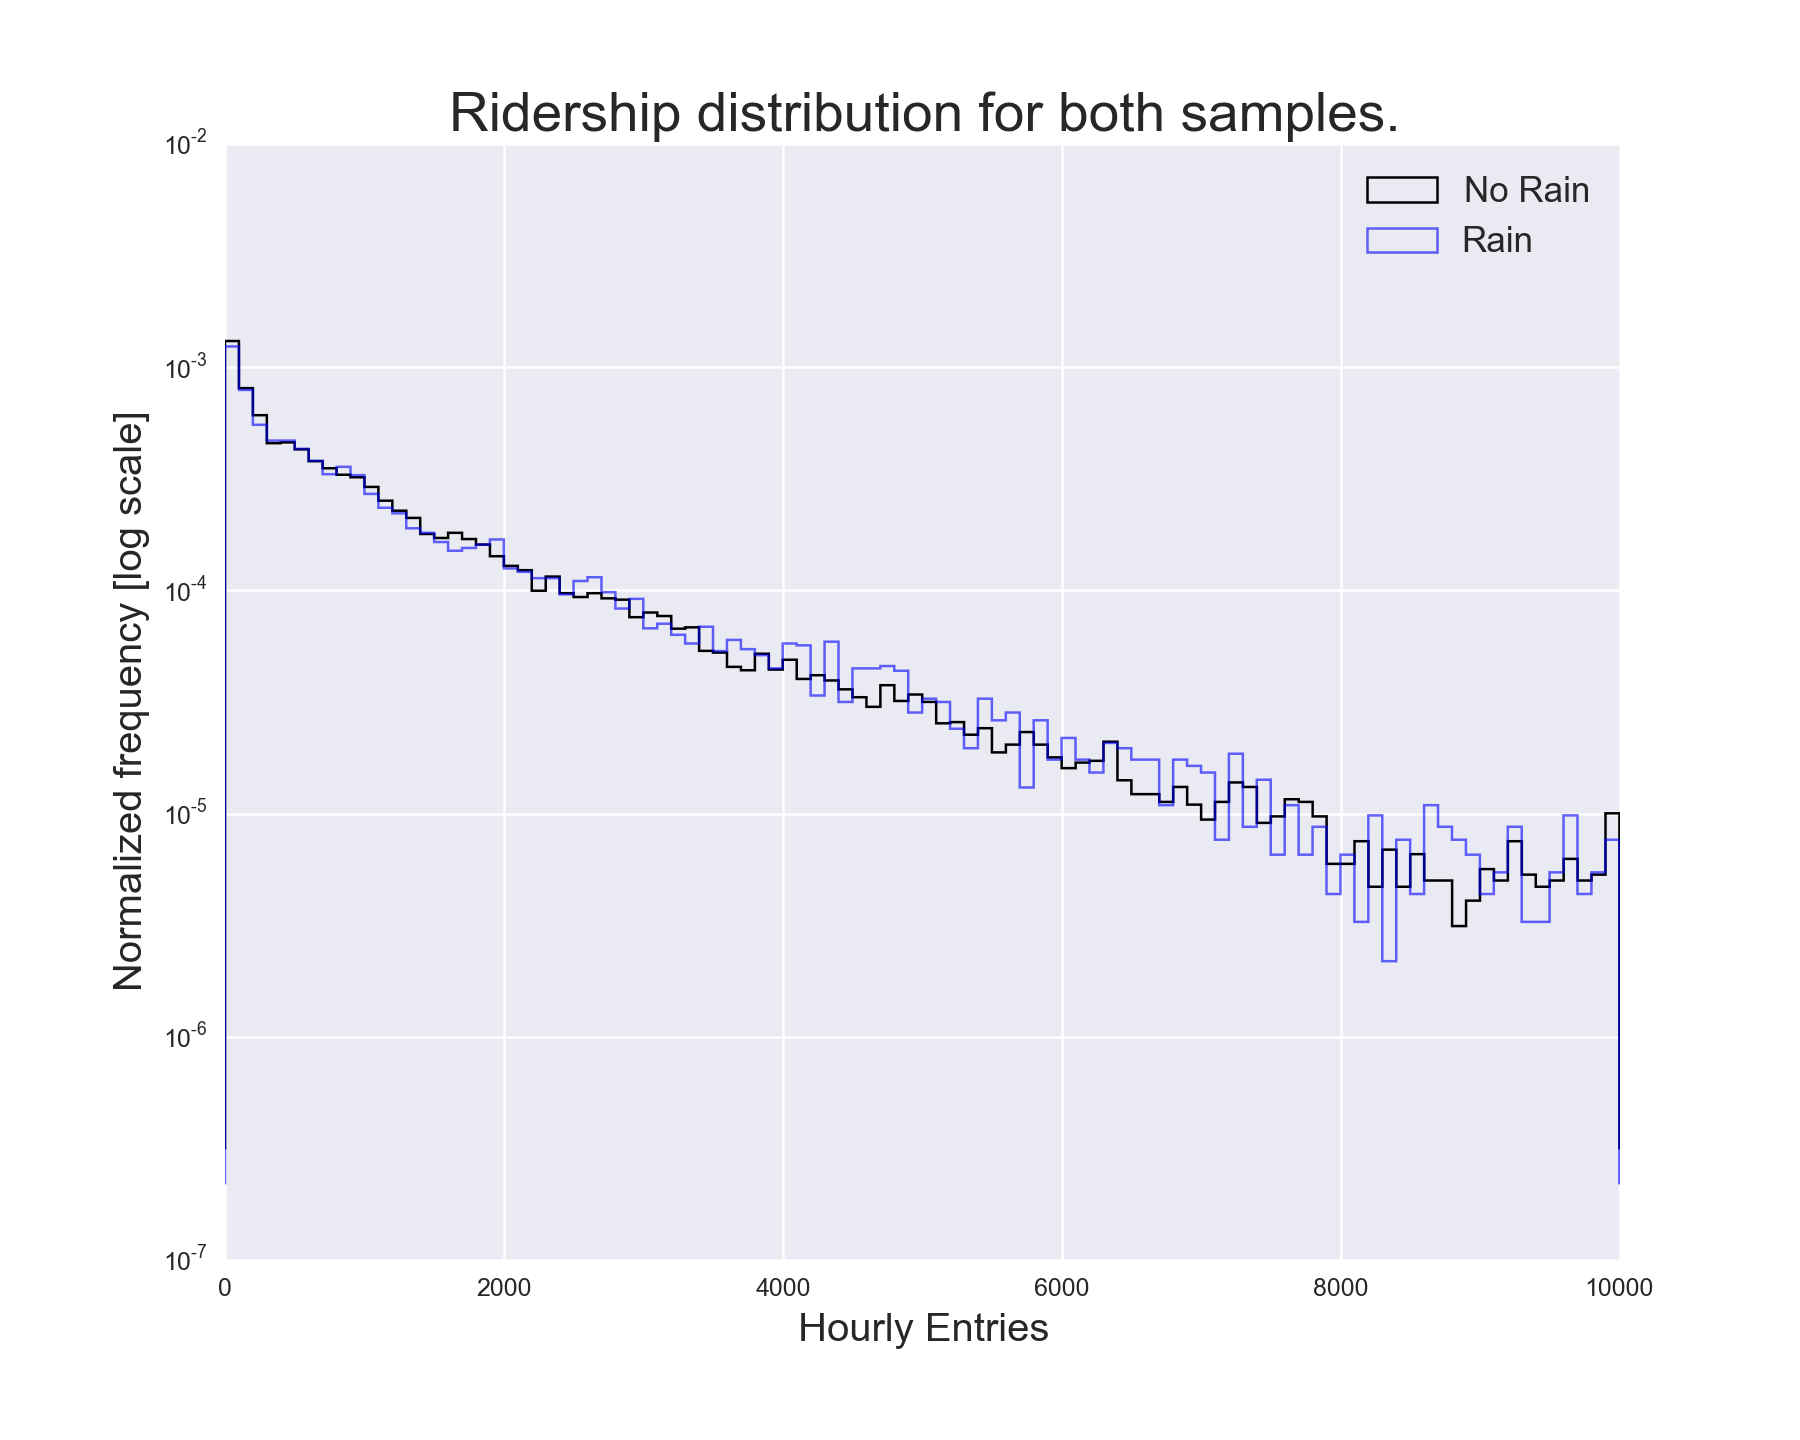 Ridership distribution for both samples.
No Rain
Rain
Normalized frequency [log scale]
10^-2
10^-3
10^-4
10^-5
10^-6
10^-7
0 2000 4000 6000 8000 10000
Hourly Entries